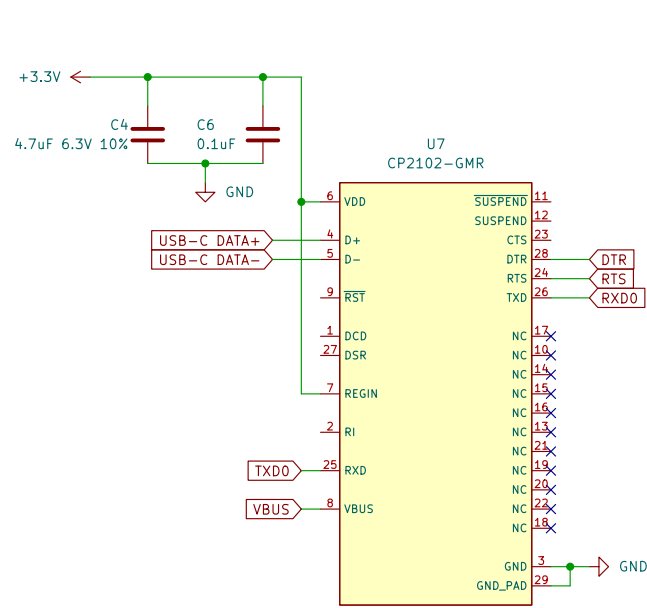 +3.3V
C4
4.7uF 6.3V 10%
C6
0.1uF
GND
U7
CP2102-GMR
6 VDD
4 D+
5 D-
9 RST
1 DCD
27 DSR
7 REGIN
2 RI
25 RXD
8 VBUS
USB-C DATA+
USB-C DATA-
TXD0
VBUS
SUSPEND 11
SUSPEND 12
CTS 23
DTR 28
RTS 24
TXD 26
NC 17
NC 10
NC 14
NC 15
NC 16
NC 13
NC 21
NC 19
NC 20
NC 22
NC 18
GND 3
GND_PAD 29
DTR
RTS
RXD0
GND